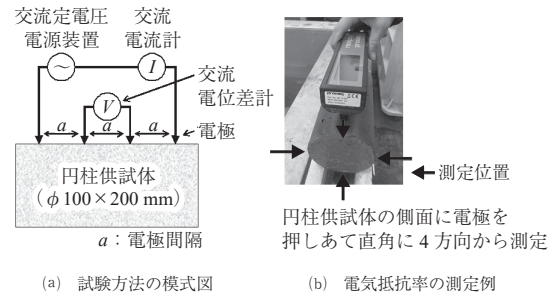 交流定電圧
電源装置
交流
電流計
～
I
V
交流
電位差計
a
a
a
電極
円柱供試体
（φ100×200 mm）
a：電極間隔
測定位置
円柱供試体の側面に電極を
押しあて直角に 4 方向から測定
(a) 試験方法の模式図
(b) 電気抵抗率の測定例